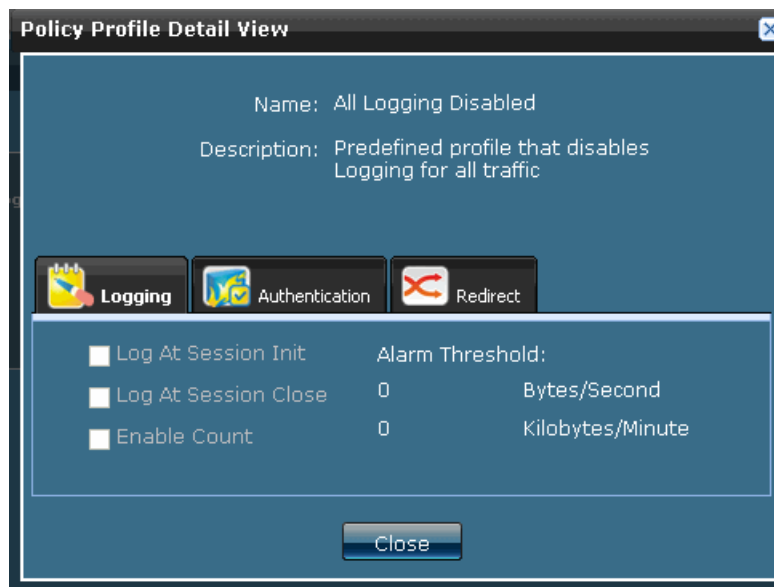 Policy Profile Detail View
Name: All Logging Disabled
Description: Predefined profile that disables
Logging for all traffic
Logging Authentication Redirect
Log At Session Init Alarm Threshold:
Log At Session Close 0 Bytes/Second
Enable Count 0 Kilobytes/Minute
Close